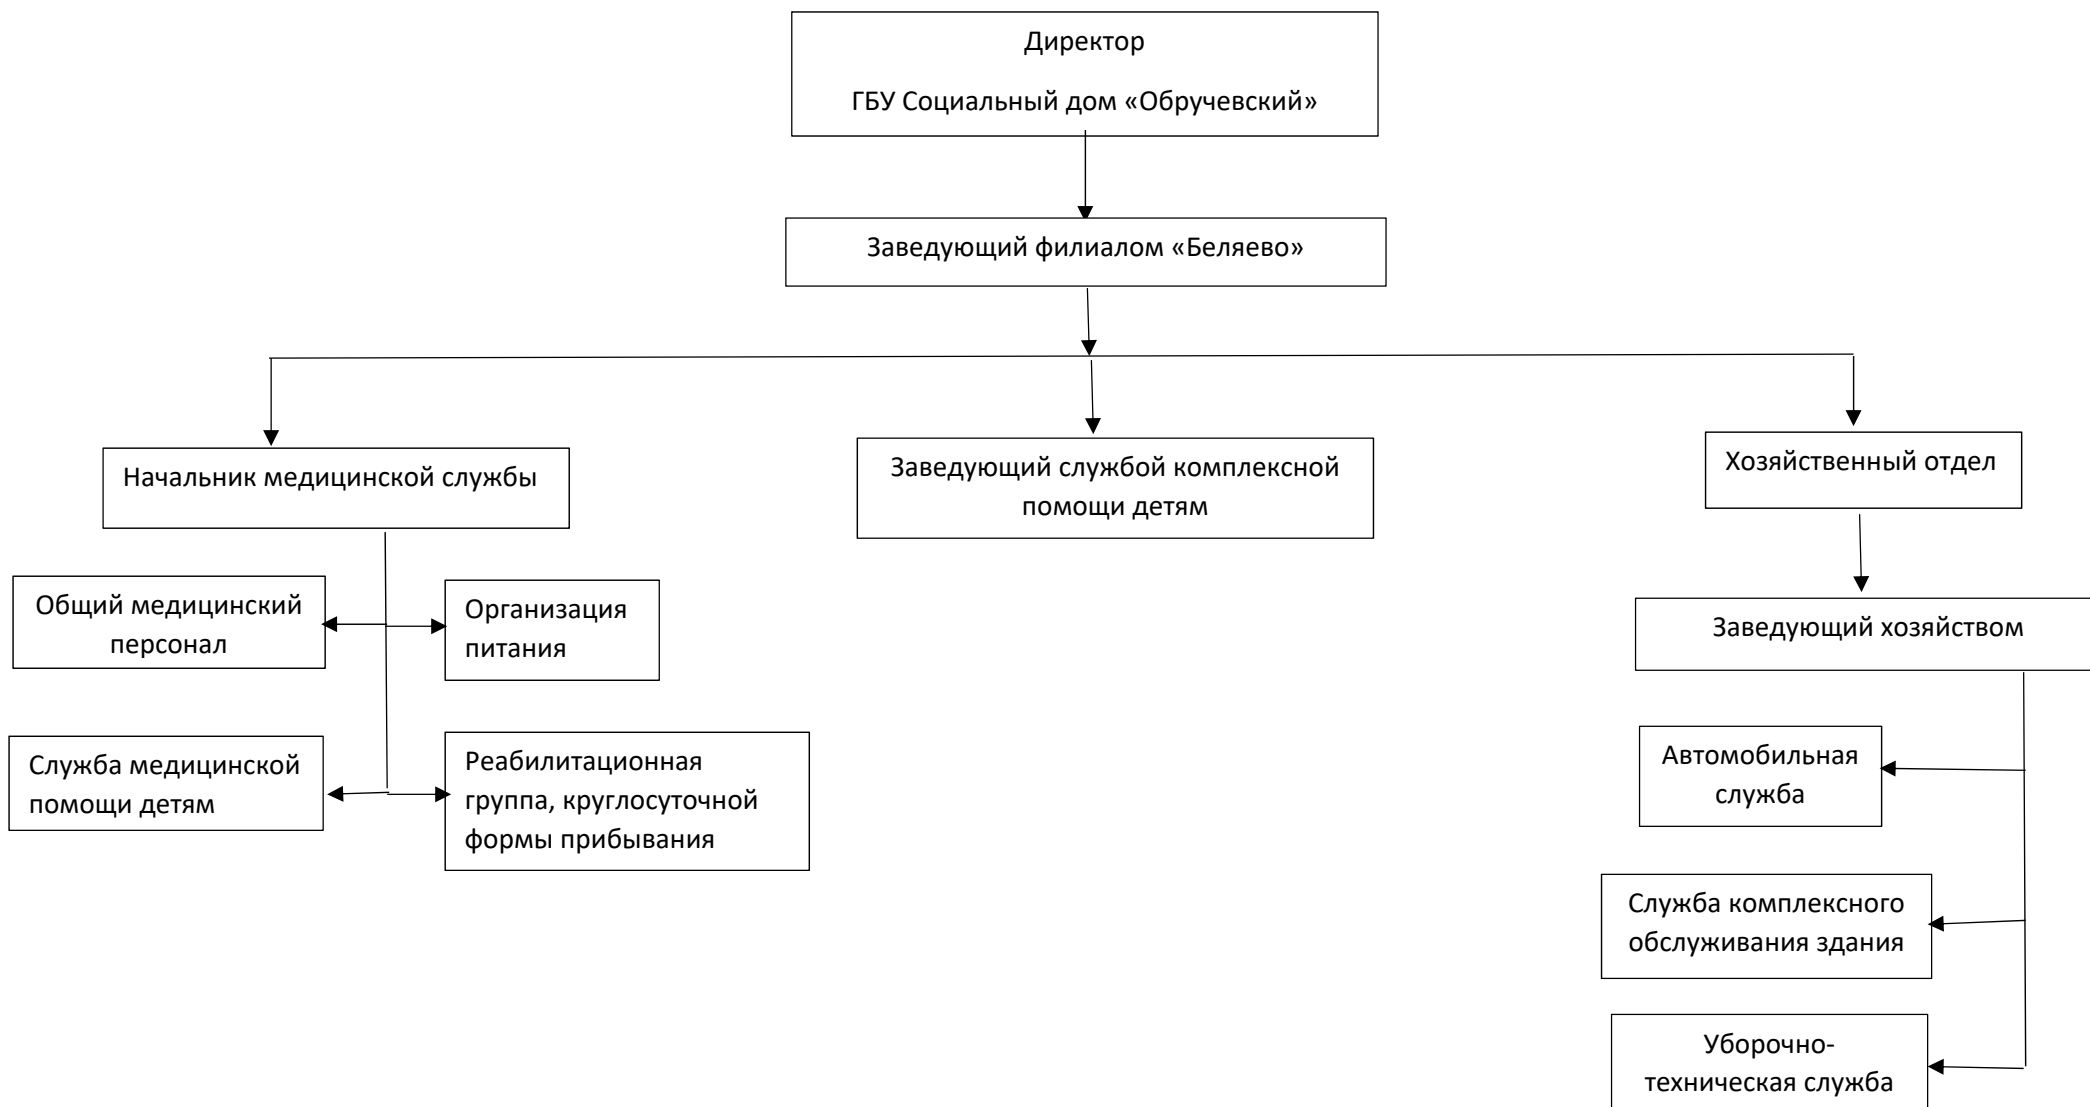 Директор
ГБУ Социальный дом «Обручевский»
Заведующий филиалом «Беляево»
Начальник медицинской службы
Заведующий службой комплексной
помощи детям
Хозяйственный отдел
Общий медицинский
персонал
Организация
питания
Заведующий хозяйством
Служба медицинской
помощи детям
Реабилитационная
группа, круглосуточной
формы прибывания
Автомобильная
служба
Служба комплексного
обслуживания здания
Уборочно-
техническая служба